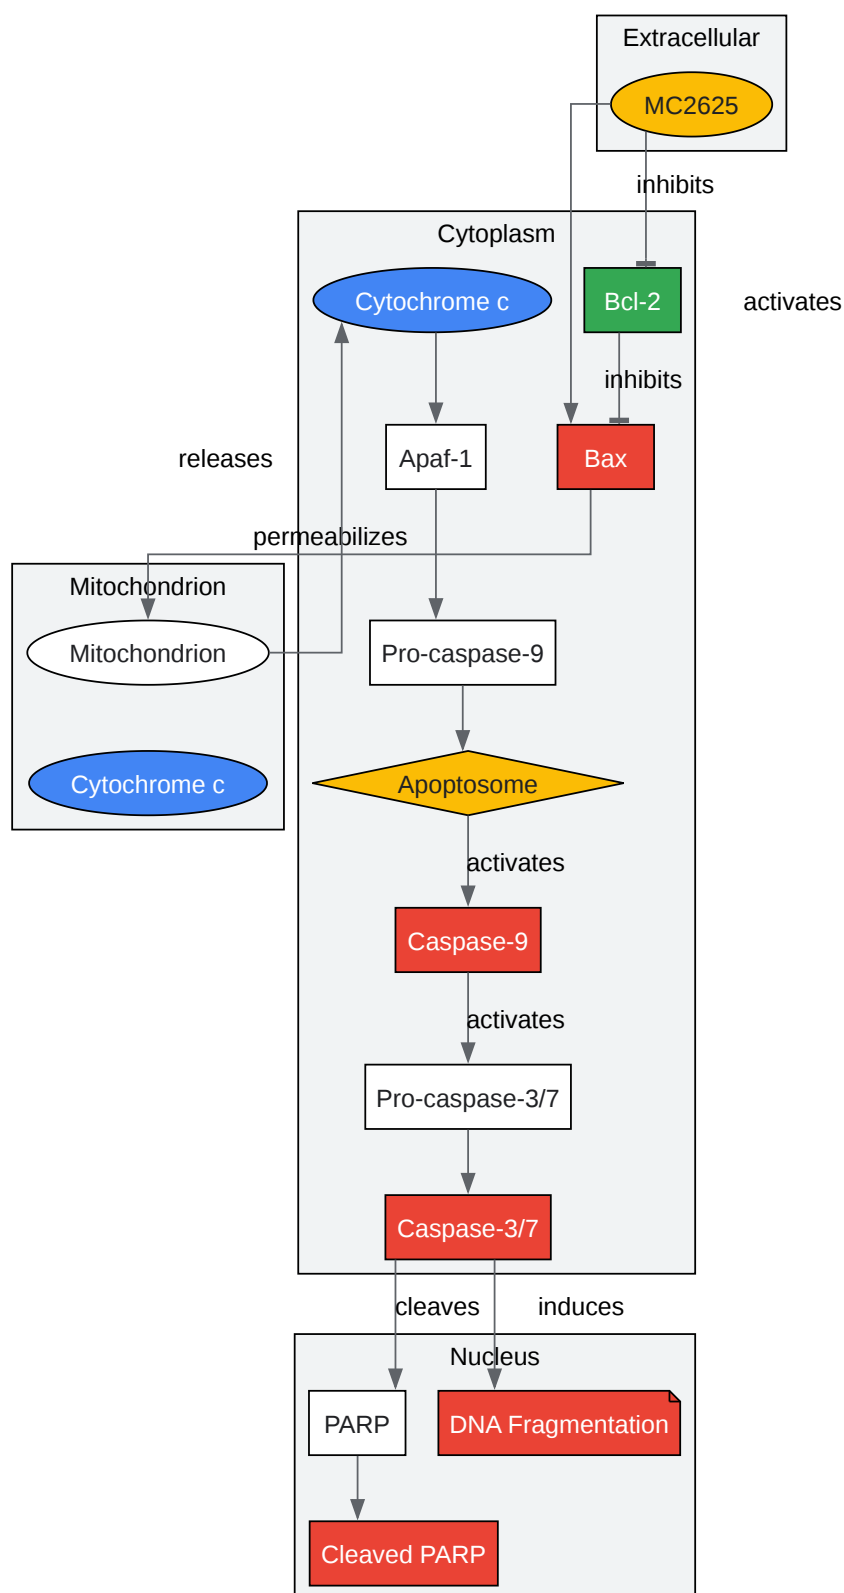 Extracellular
MC2625
inhibits
Cytoplasm
Cytochrome c
Bcl-2
activates
inhibits
releases
Apaf-1
Bax
permeabilizes
Mitochondrion
Mitochondrion
Pro-caspase-9
Cytochrome c
Apoptosome
activates
Caspase-9
activates
Pro-caspase-3/7
Caspase-3/7
cleaves
induces
Nucleus
PARP
DNA Fragmentation
Cleaved PARP